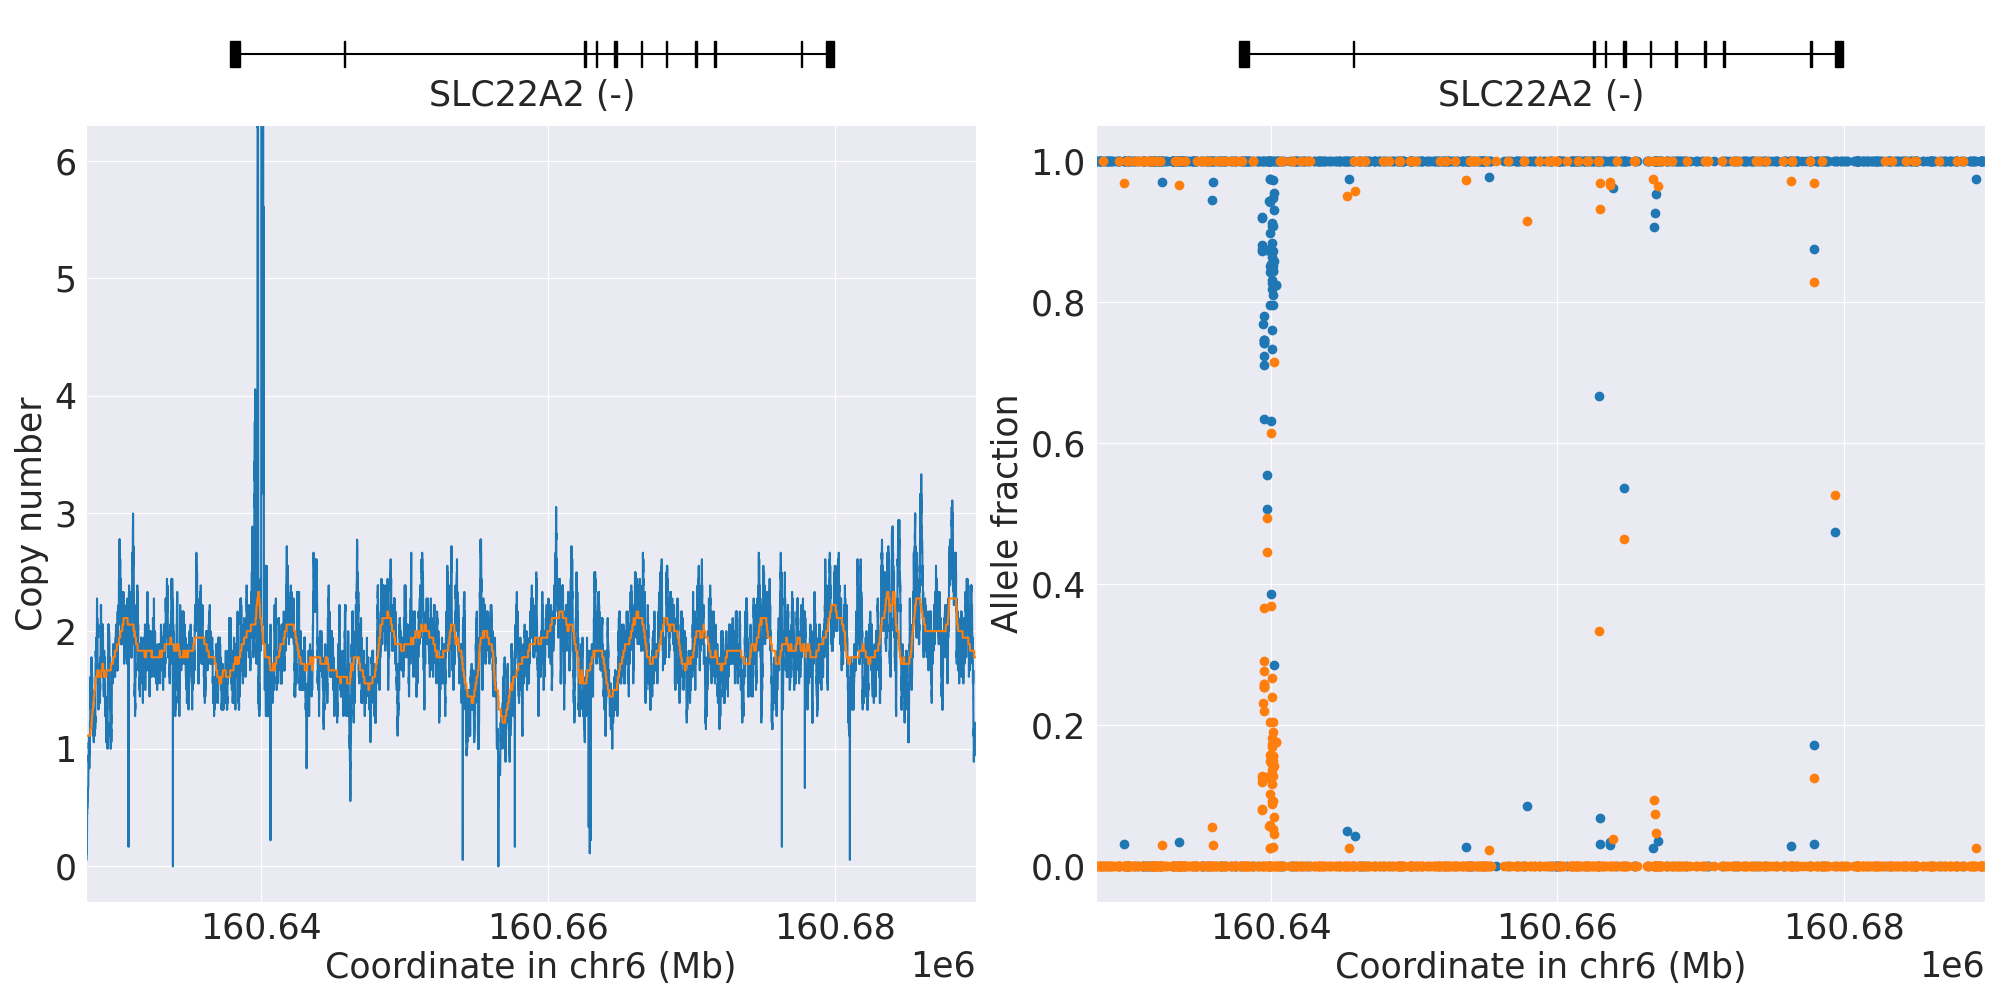 SLC22A2 (-)
6
5
4
3
2
1
0
Copy number
160.64 160.66 160.68
Coordinate in chr6 (Mb)
1e6
SLC22A2 (-)
1.0
0.8
0.6
0.4
0.2
0.0
Allele fraction
160.64 160.66 160.68
Coordinate in chr6 (Mb)
1e6